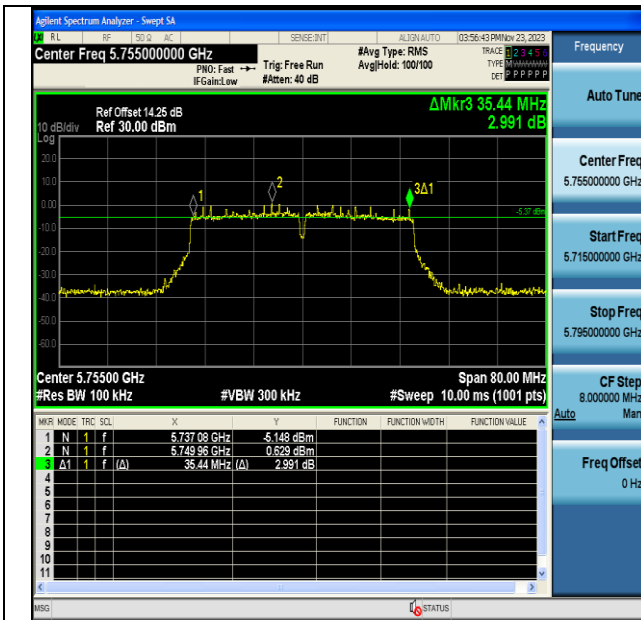 Agilent Spectrum Analyzer - Swept SA
RL RF 50 Ω AC SENSE:INT ALIGN AUTO 03:56:43 PM Nov 23, 2023
Center Freq 5.755000000 GHz
PNO: Fast
IFGain:Low
Trig: Free Run
#Atten: 40 dB
#Avg Type: RMS
Avg|Hold: 100/100
TRACE 1 2 3 4 5 6
TYPE M W W W W W
DET P P P P P P
Frequency
Ref Offset 14.25 dB
10 dB/div Ref 30.00 dBm
Log
ΔMkr3 35.44 MHz
2.991 dB
20.0
10.0
0.00
-10.0
-20.0
-30.0
-40.0
-50.0
-60.0
1
2
3Δ1
-5.37 dBm
Center 5.75500 GHz Span 80.00 MHz
#Res BW 100 kHz #VBW 300 kHz #Sweep 10.00 ms (1001 pts)
MKR MODE TRC SCL X Y FUNCTION FUNCTION WIDTH FUNCTION VALUE
1 N 1 f 5.737 08 GHz -5.148 dBm
2 N 1 f 5.749 96 GHz 0.629 dBm
3 Δ1 1 f (Δ) 35.44 MHz (Δ) 2.991 dB
4
5
6
7
8
9
10
11
Auto Tune
Center Freq
5.755000000 GHz
Start Freq
5.715000000 GHz
Stop Freq
5.795000000 GHz
CF Step
8.000000 MHz
Auto Man
Freq Offset
0 Hz
MSG STATUS